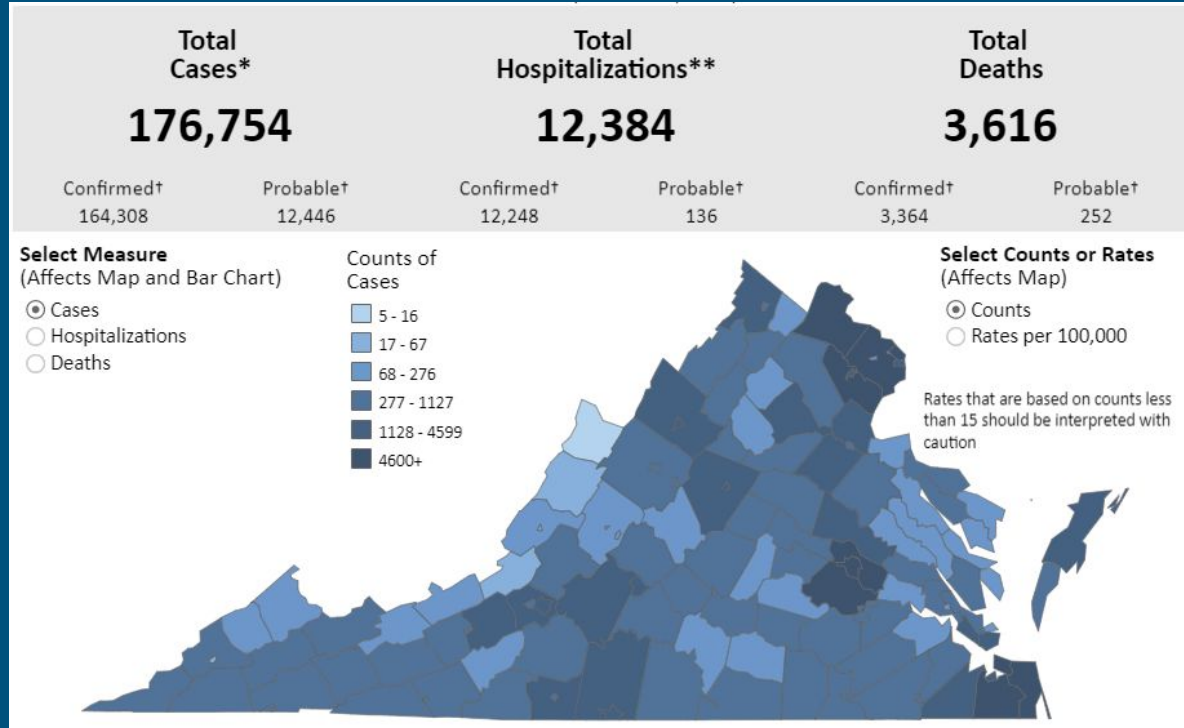 Total
Cases*
176,754
Confirmed†
Probable†
164,308
12,446
Total
Hospitalizations**
12,384
Confirmed†
Probable†
12,248
136
Total
Deaths
3,616
Confirmed†
Probable†
3,364
252
Select Measure
(Affects Map and Bar Chart)
Cases
Hospitalizations
Deaths
Counts of
Cases
5 - 16
17 - 67
68 - 276
277 - 1127
1128 - 4599
4600+
Select Counts or Rates
(Affects Map)
Counts
Rates per 100,000
Rates that are based on counts less
than 15 should be interpreted with
caution